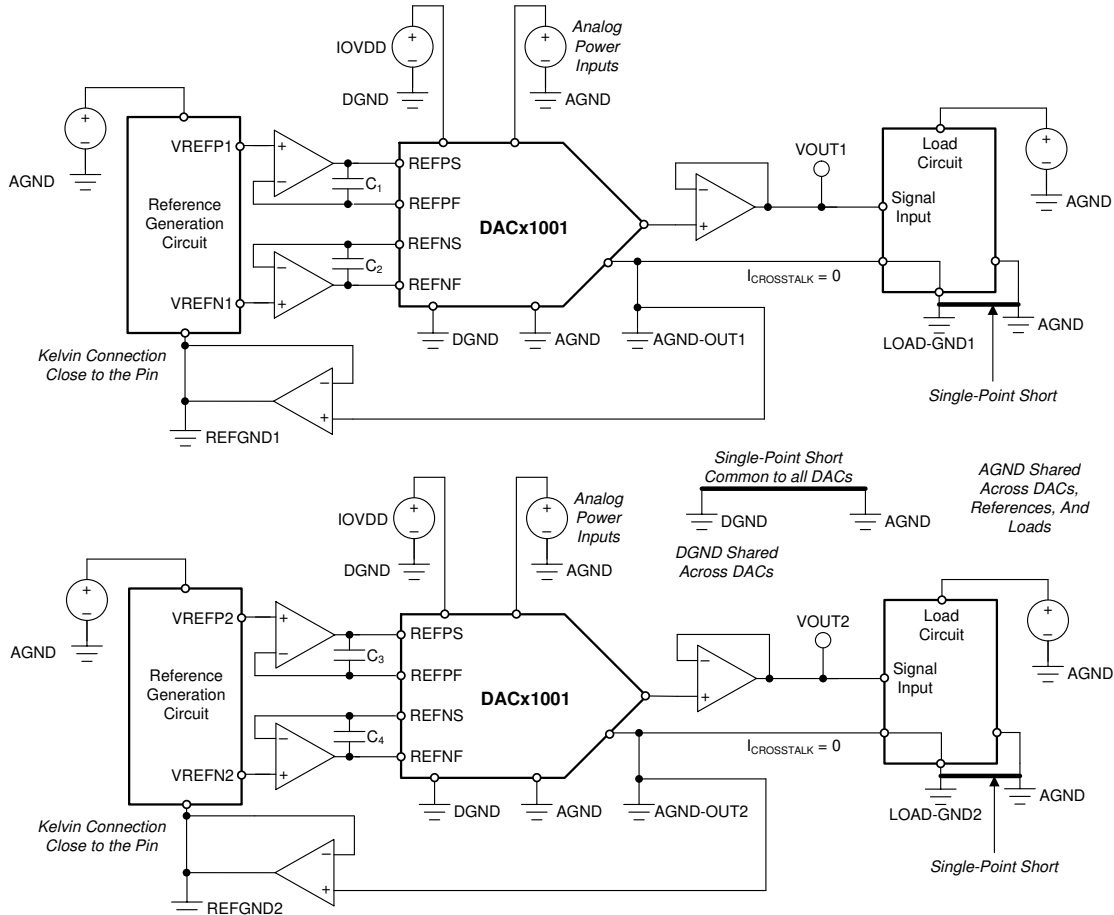 IOVDD
+
−
DGND
+
−
Analog
Power
Inputs
AGND
+
−
AGND
Reference
Generation
Circuit
VREFP1
VREFN1
+
−
C1
−
+
C2
REFPS
REFPF
REFNS
REFNF
DACx1001
DGND
AGND
AGND-OUT1
−
+
VOUT1
ICROSSTALK = 0
Load
Circuit
Signal
Input
+
−
AGND
LOAD-GND1
AGND
Single-Point Short
Kelvin Connection
Close to the Pin
−
+
REFGND1
Single-Point Short
Common to all DACs
DGND
AGND
DGND Shared
Across DACs
AGND Shared
Across DACs,
References, And
Loads
IOVDD
+
−
DGND
+
−
Analog
Power
Inputs
AGND
+
−
AGND
Reference
Generation
Circuit
VREFP2
VREFN2
+
−
C3
−
+
C4
REFPS
REFPF
REFNS
REFNF
DACx1001
DGND
AGND
AGND-OUT2
−
+
VOUT2
ICROSSTALK = 0
Load
Circuit
Signal
Input
+
−
AGND
LOAD-GND2
AGND
Single-Point Short
Kelvin Connection
Close to the Pin
−
+
REFGND2